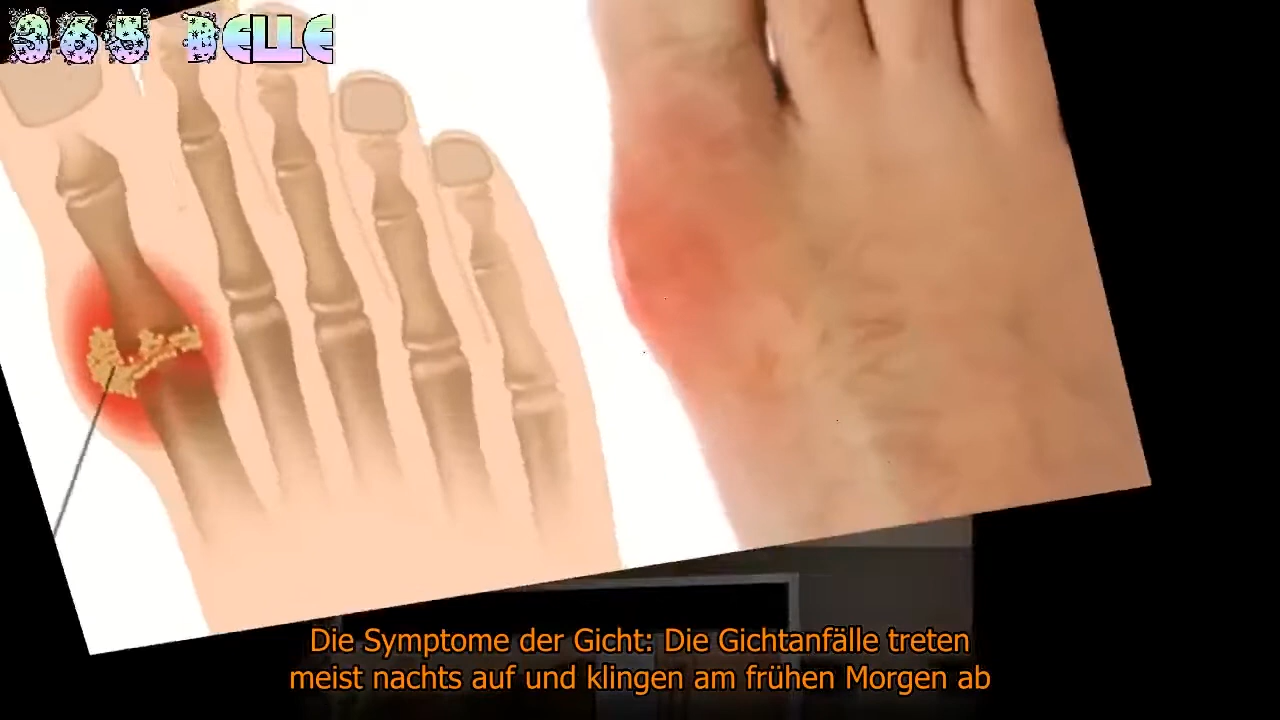 365 BELLE
Die Symptome der Gicht: Die Gichtanfälle treten
meist nachts auf und klingen am frühen Morgen ab